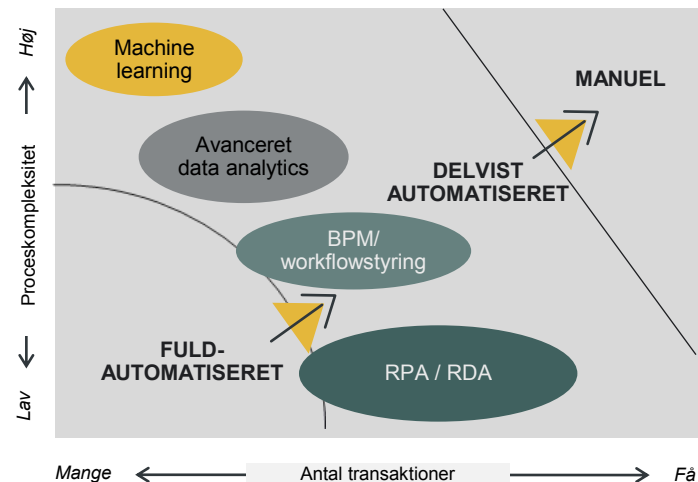 Høj
Proceskompleksitet
Lav
Machine
learning
MANUEL
Avanceret
data analytics
DELVIST
AUTOMATISERET
BPM/
workflowstyring
FULD-
AUTOMATISERET
RPA / RDA
Mange
Antal transaktioner
Få